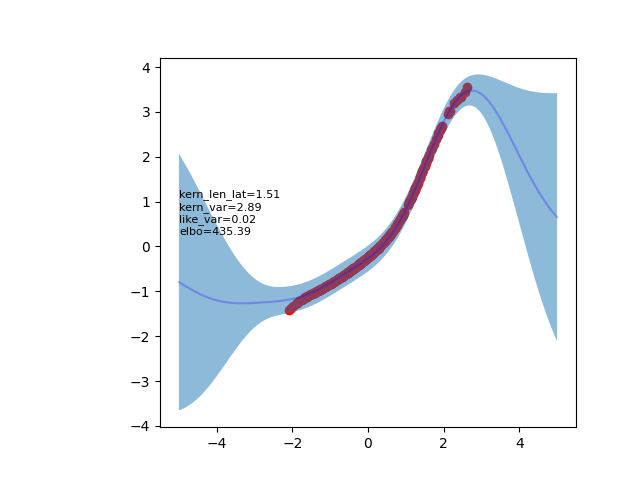 4
3
2
1
0
−1
−2
−3
−4
kern_len_lat=1.51
kern_var=2.89
like_var=0.02
elbo=435.39
−4 −2 0 2 4